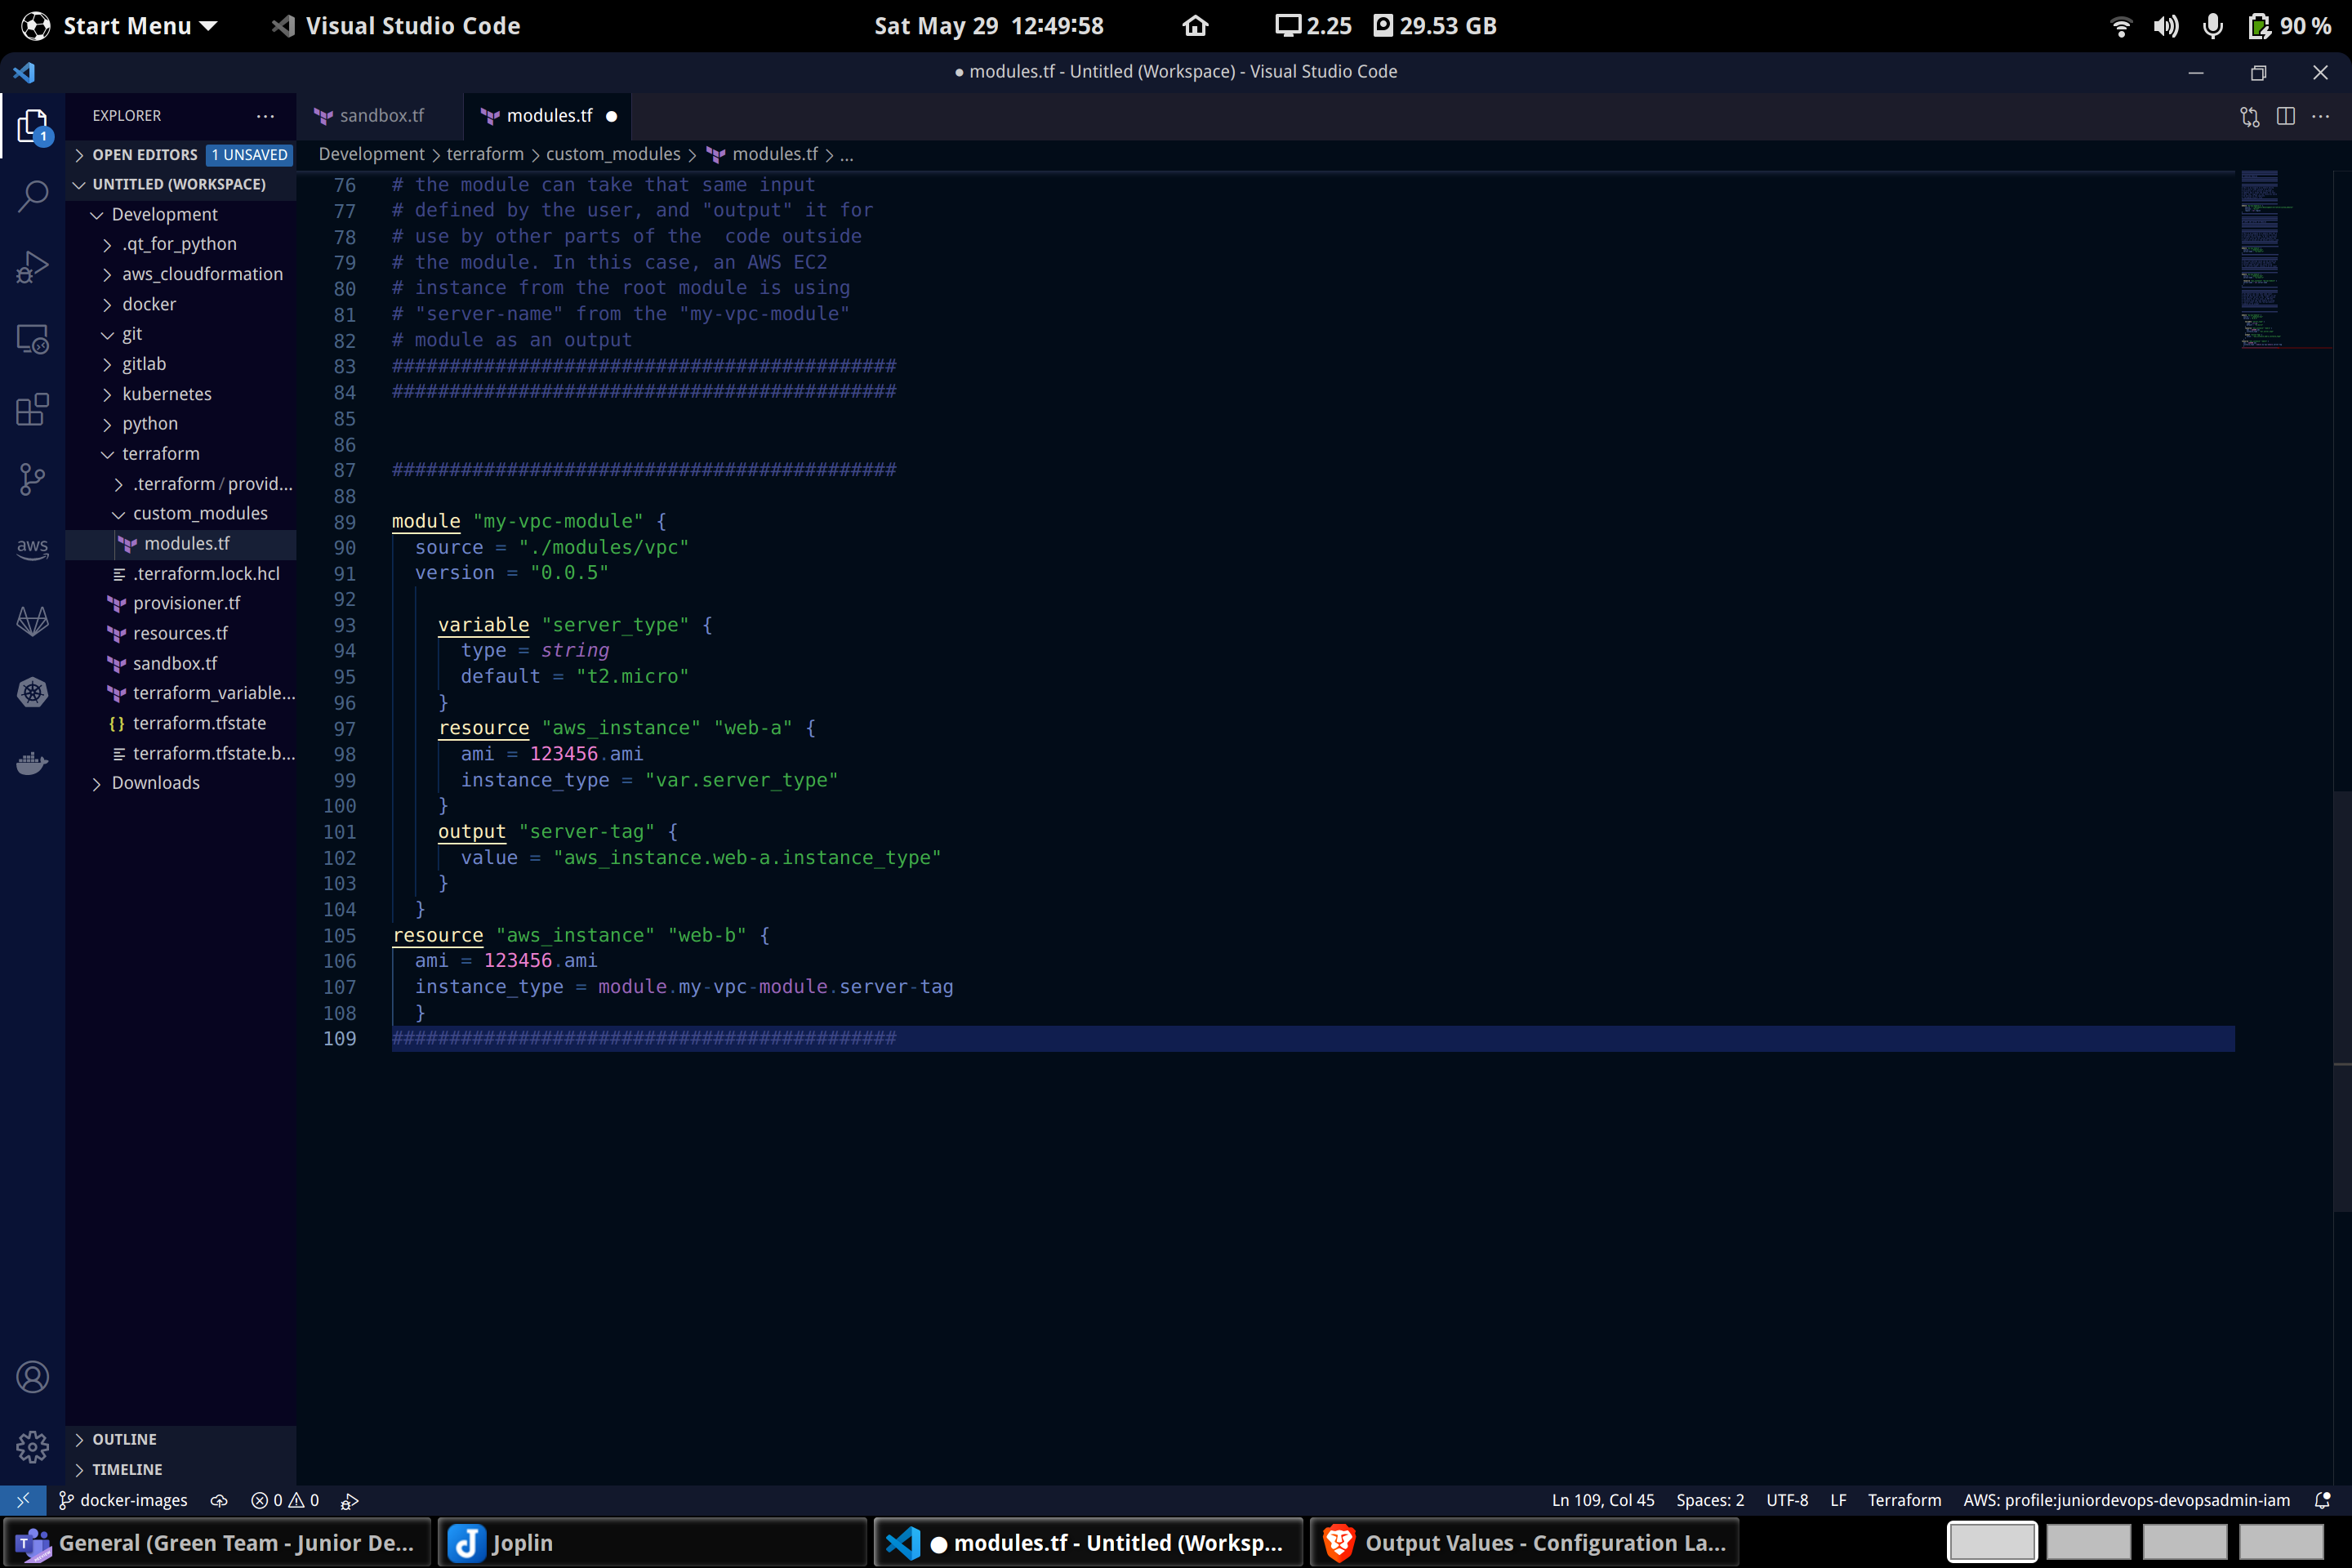 Start Menu
Visual Studio Code
Sat May 29 12:49:58
2.25
29.53 GB
90 %
● modules.tf - Untitled (Workspace) - Visual Studio Code
EXPLORER
OPEN EDITORS 1 UNSAVED
UNTITLED (WORKSPACE)
Development
.qt_for_python
aws_cloudformation
docker
git
gitlab
kubernetes
python
terraform
.terraform / provid...
custom_modules
modules.tf
.terraform.lock.hcl
provisioner.tf
resources.tf
sandbox.tf
terraform_variable...
{} terraform.tfstate
terraform.tfstate.b...
Downloads
OUTLINE
TIMELINE
1
aws
sandbox.tf
modules.tf ●
Development > terraform > custom_modules > modules.tf > ...
76 # the module can take that same input
77 # defined by the user, and "output" it for
78 # use by other parts of the  code outside
79 # the module. In this case, an AWS EC2
80 # instance from the root module is using
81 # "server-name" from the "my-vpc-module"
82 # module as an output
83 ############################################
84 ############################################
85
86
87 ############################################
88
89 module "my-vpc-module" {
90   source = "./modules/vpc"
91   version = "0.0.5"
92
93     variable "server_type" {
94       type = string
95       default = "t2.micro"
96     }
97     resource "aws_instance" "web-a" {
98       ami = 123456.ami
99       instance_type = "var.server_type"
100     }
101     output "server-tag" {
102       value = "aws_instance.web-a.instance_type"
103     }
104   }
105 resource "aws_instance" "web-b" {
106   ami = 123456.ami
107   instance_type = module.my-vpc-module.server-tag
108   }
109 ############################################
docker-images
0 0
Ln 109, Col 45
Spaces: 2
UTF-8
LF
Terraform
AWS: profile:juniordevops-devopsadmin-iam
General (Green Team - Junior De...
Joplin
● modules.tf - Untitled (Worksp...
Output Values - Configuration La...